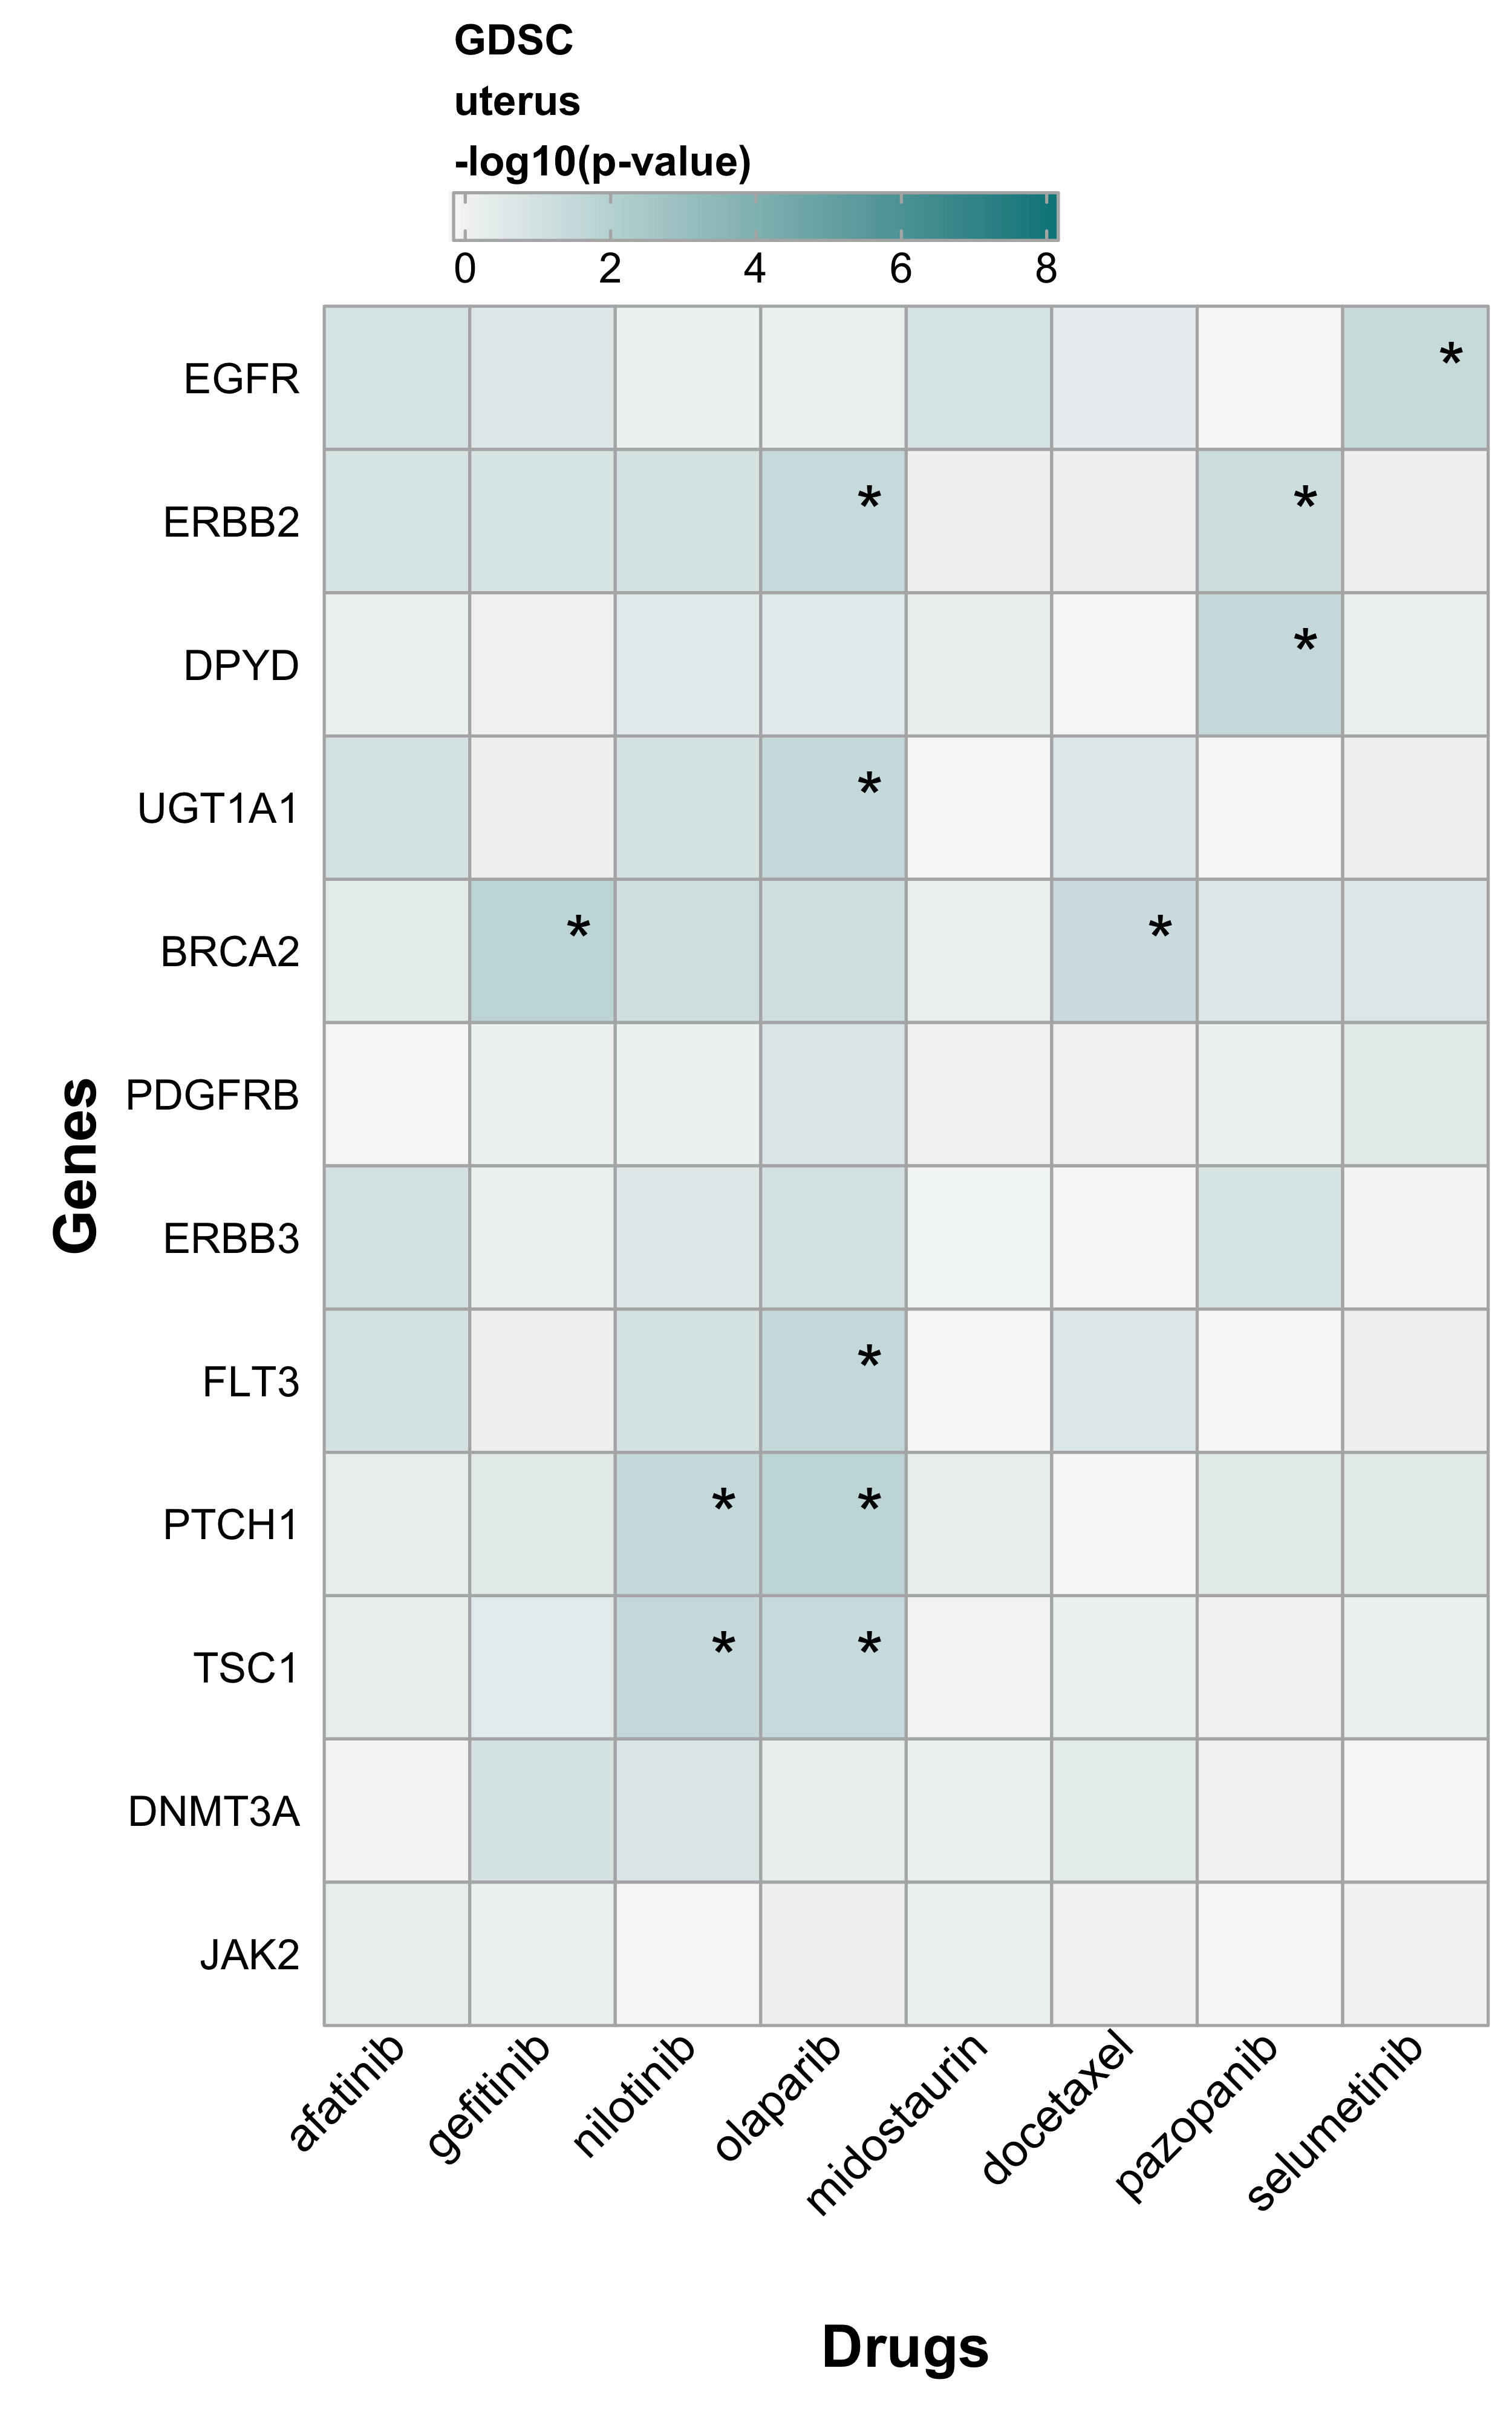 GDSC
uterus
-log10(p-value)
0 2 4 6 8
EGFR *
ERBB2 * *
DPYD *
UGT1A1 *
BRCA2 * *
PDGFRB
ERBB3
FLT3 *
PTCH1 * *
TSC1 * *
DNMT3A
JAK2
Genes
afatinib gefitinib nilotinib olaparib midostaurin docetaxel pazopanib selumetinib
Drugs